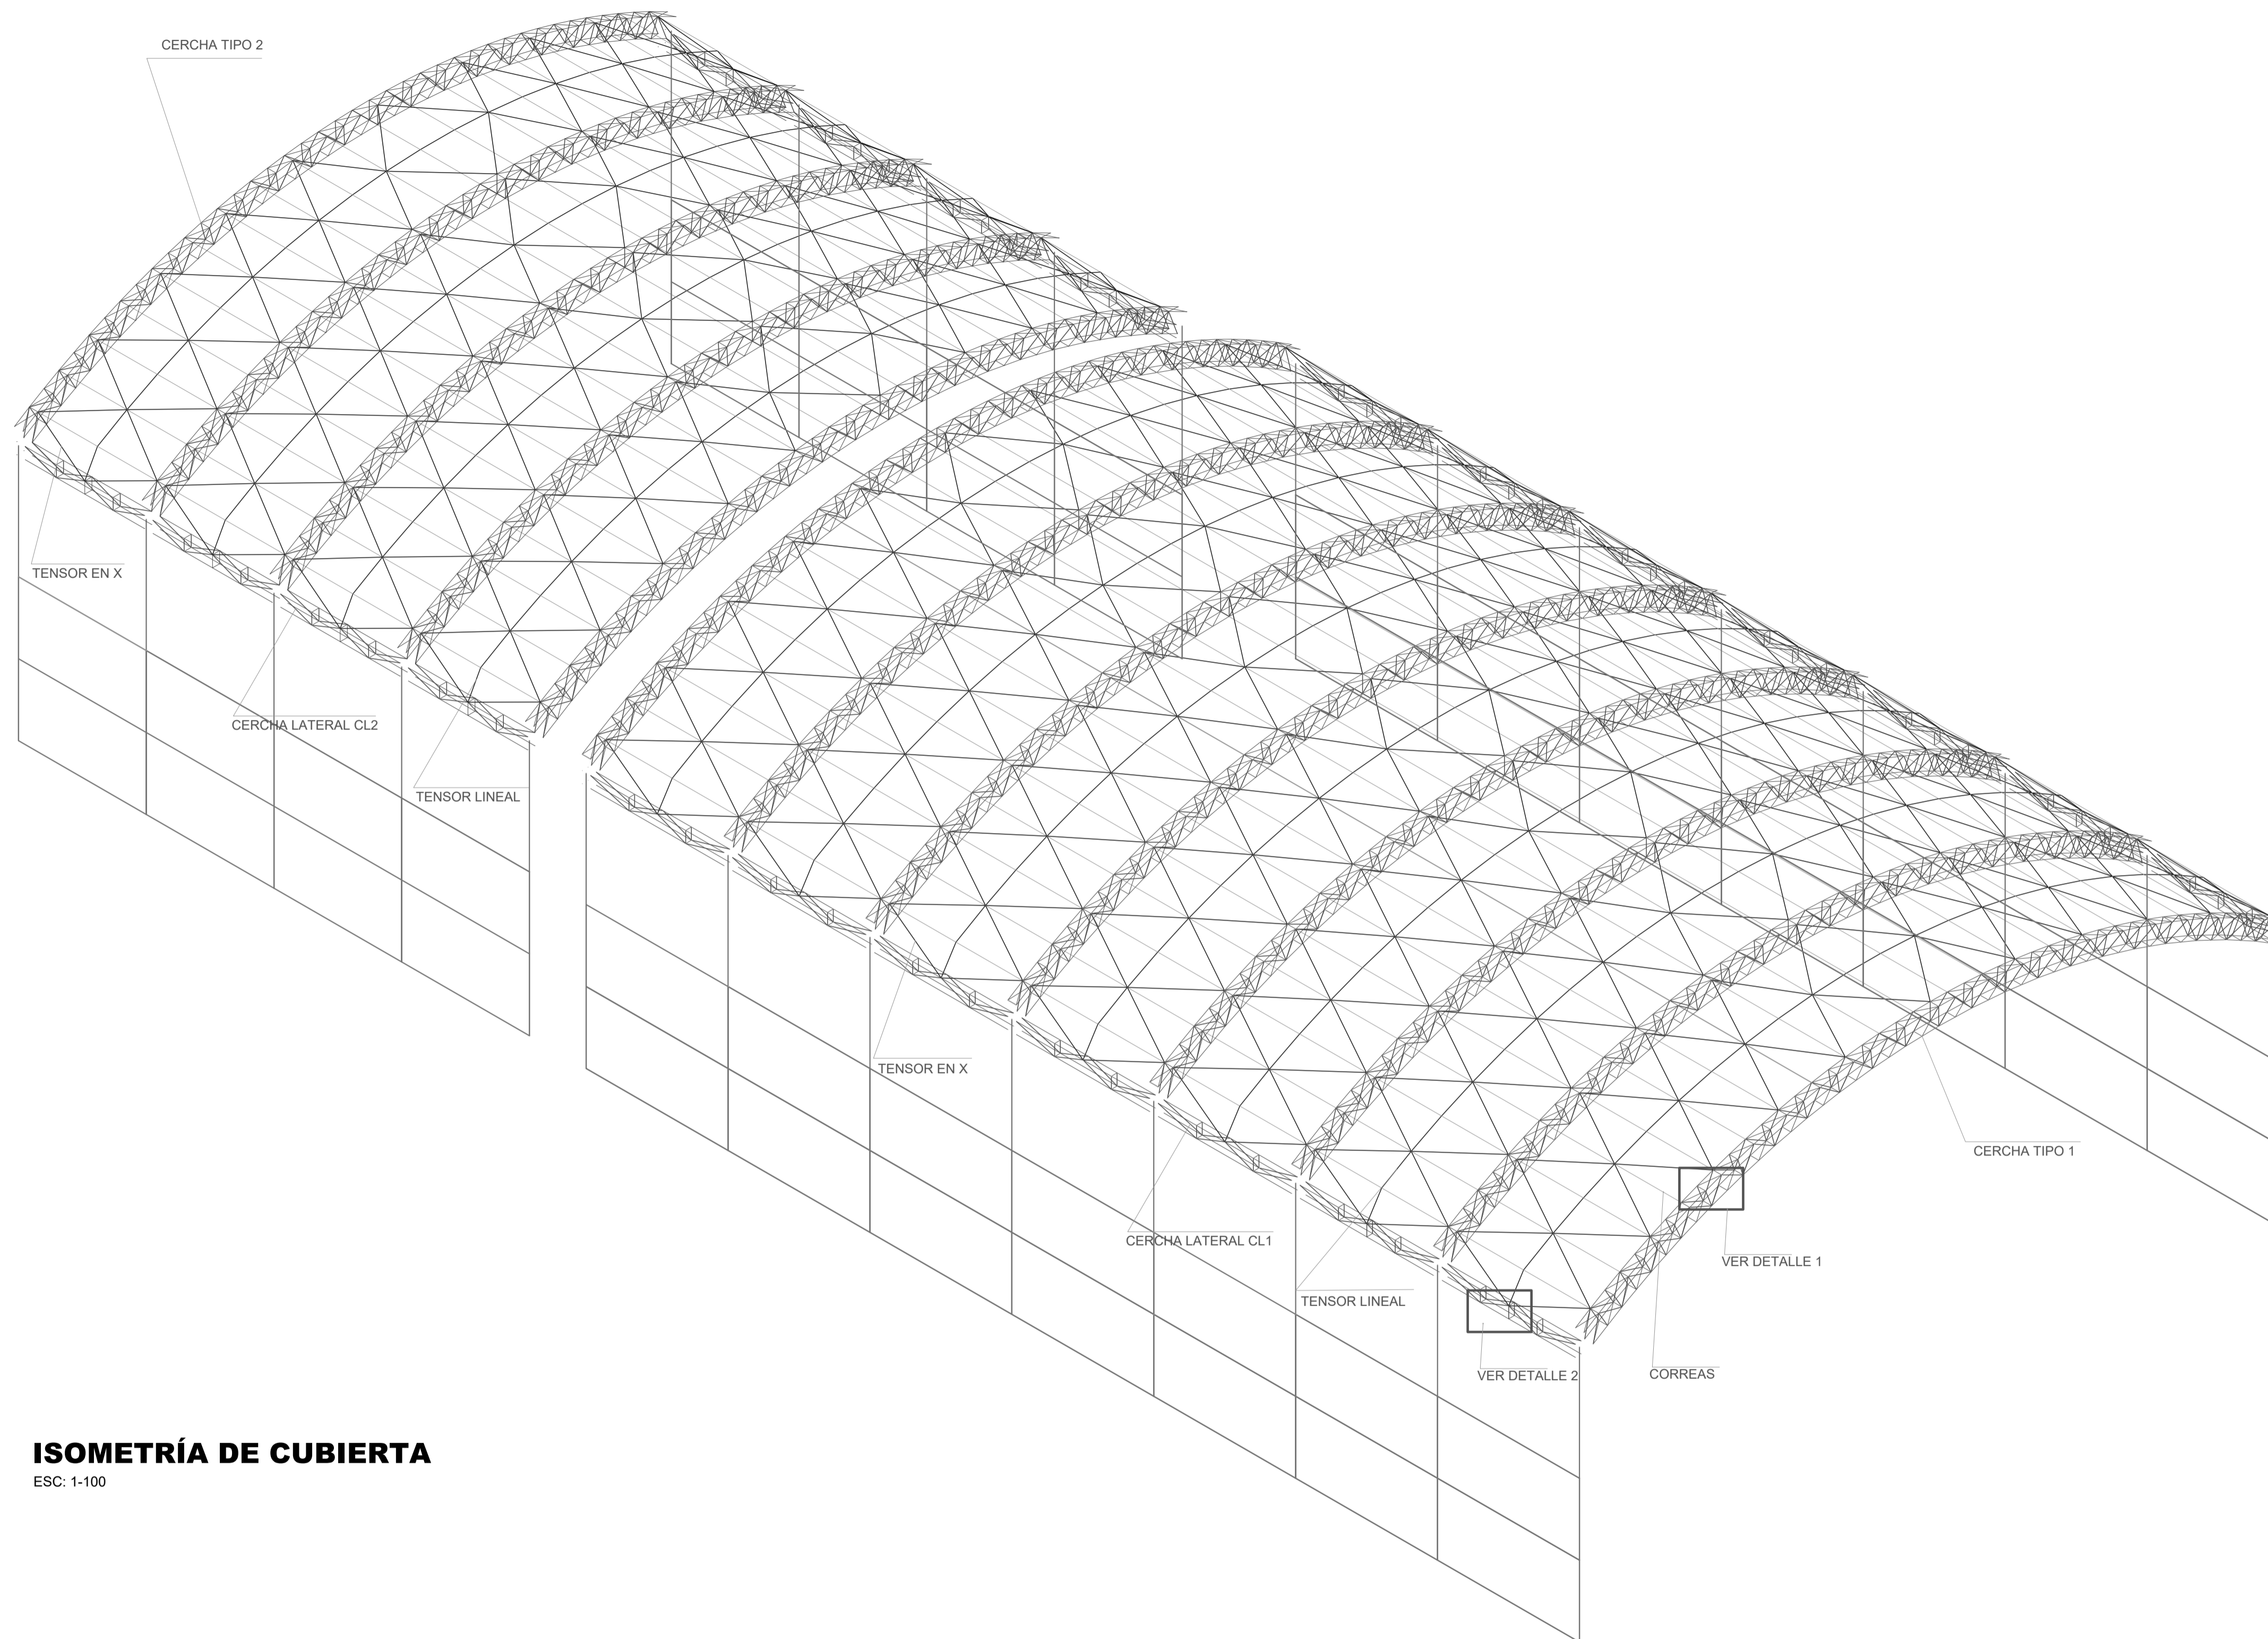 CERCHA TIPO 2
TENSOR EN X
CERCHA LATERAL CL2
TENSOR LINEAL
TENSOR EN X
CERCHA TIPO 1
CERCHA LATERAL CL1
VER DETALLE 1
TENSOR LINEAL
VER DETALLE 2
CORREAS
ISOMETRÍA DE CUBIERTA
ESC: 1-100